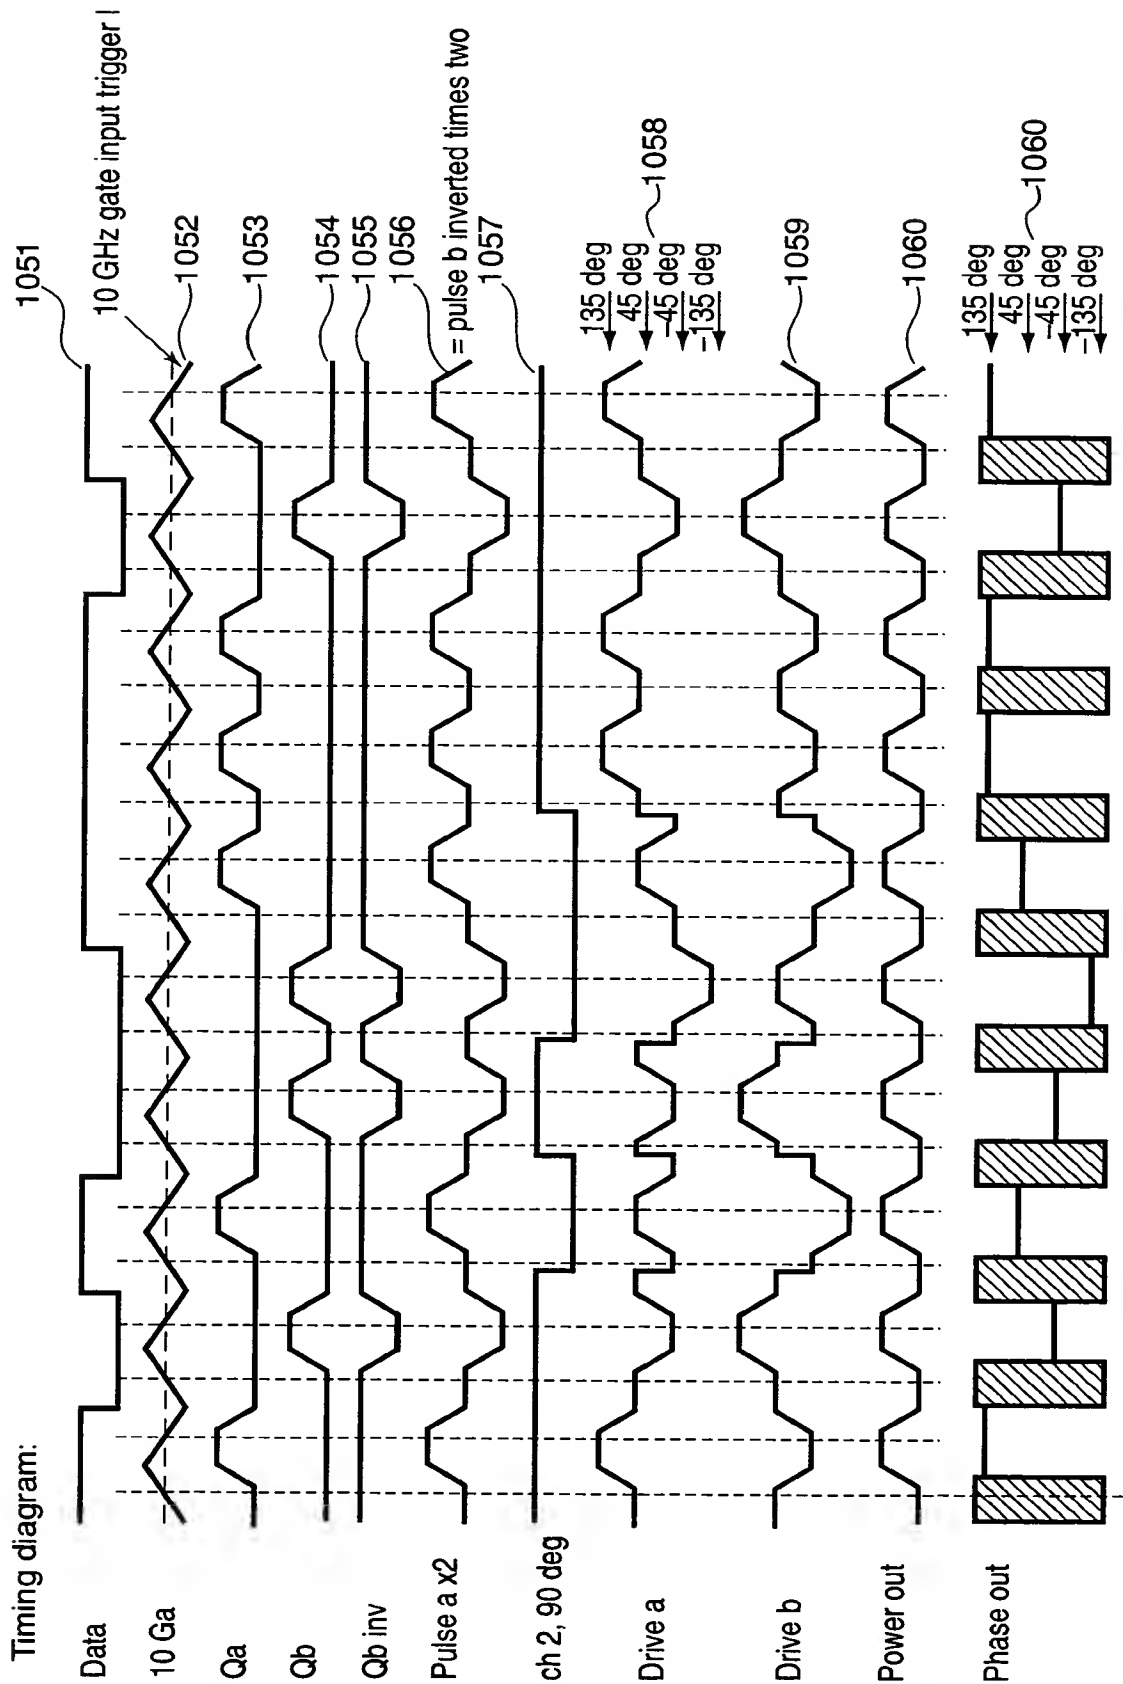 Timing diagram:
Data
1051
10 GHz gate input trigger l
10 Ga
1052
Qa
1053
Qb
1054
Qb inv
1055
1056
Pulse a x2
= pulse b inverted times two
1057
ch 2, 90 deg
135 deg
45 deg
-45 deg
-135 deg
1058
Drive a
Drive b
1059
Power out
1060
135 deg
45 deg
-45 deg
-135 deg
1060
Phase out